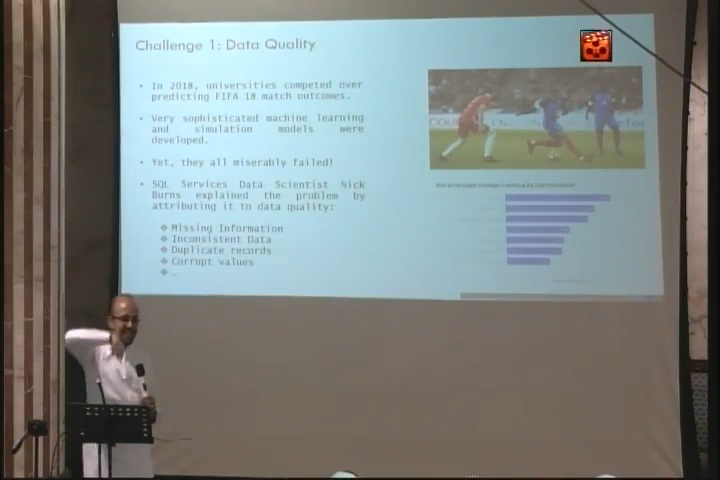 Challenge 1: Data Quality
• In 2018, universities competed over
predicting FIFA 18 match outcomes.
• Very sophisticated machine learning
and simulation models were
developed.
• Yet, they all miserably failed!
• SQL Services Data Scientist Nick
Burns explained the problem by
attributing it to data quality:
❖ Missing Information
❖ Inconsistent Data
❖ Duplicate records
❖ Corrupt values
❖ …